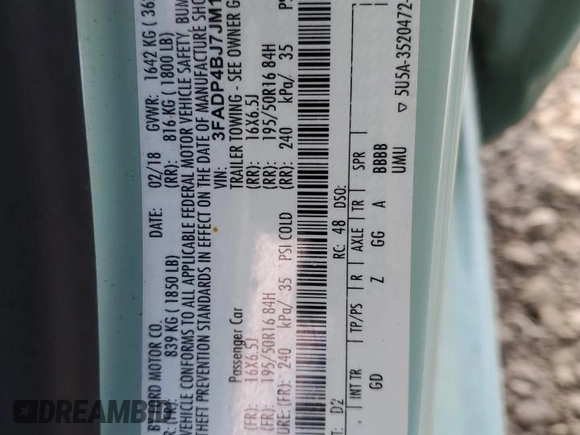 BY FORD MOTOR CO. DATE: 02/18 GVWR: 1642 KG ( 36
839 KG ( 1850 LB) (RR): 816 KG ( 1800 LB)
VEHICLE CONFORMS TO ALL APPLICABLE FEDERAL MOTOR VEHICLE SAFETY, BUM
THEFT PREVENTION STANDARDS IN EFFECT ON THE DATE OF MANUFACTURE SHO
VIN: 3FADP4BJ7JM1
Passenger Car TRAILER TOWING - SEE OWNER G
(FR): 16X6.5J (RR): 16X6.5J
(FR): 195/50R16 84H (RR): 195/50R16 84H
URE (FR): 240 kPa/ 35 PSI COLD (RR): 240 kPa/ 35 PS
T: D2 RC: 48 DSO:
INT TR TP/PS R AXLE TR SPR
GD Z GG A BBBB
UMU
▽ 5U5A-3520472-
DREAMBID